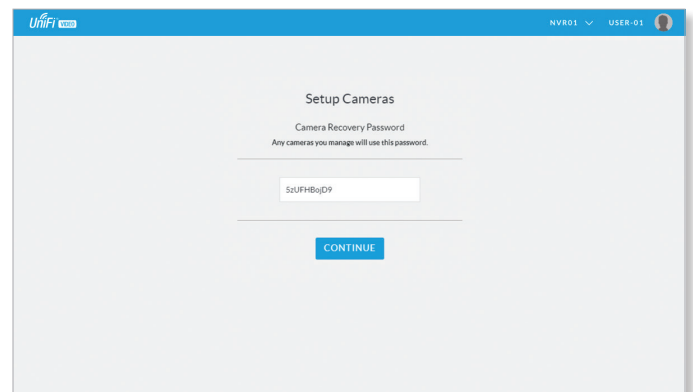 UniFi VIDEO
NVR01 USER-01
Setup Cameras
Camera Recovery Password
Any cameras you manage will use this password.
5zUFHBojD9
CONTINUE